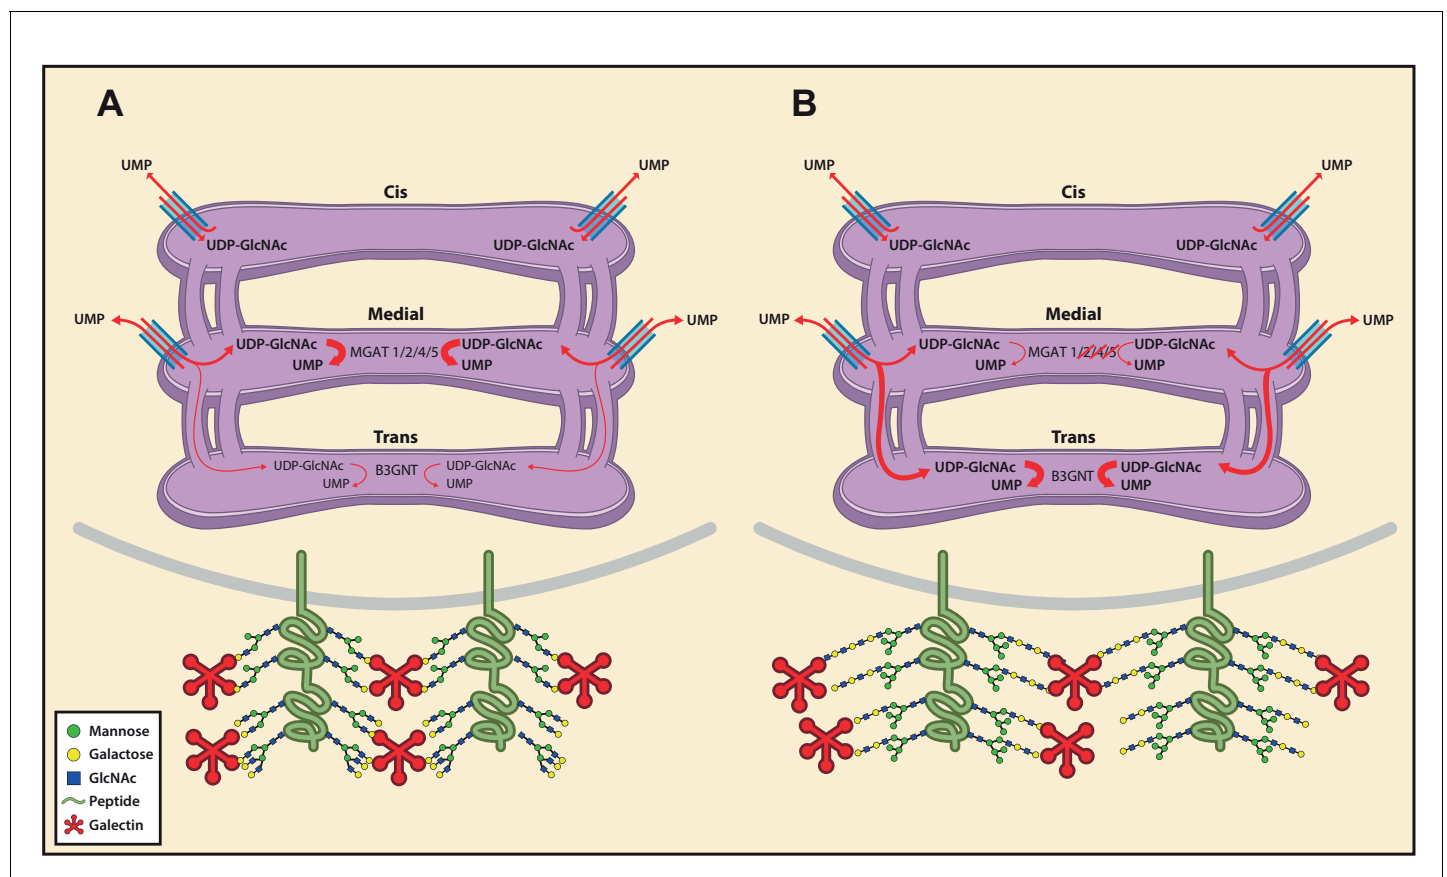 A
UMP
UMP
Cis
UDP-GlcNAc
UDP-GlcNAc
Medial
UMP
UMP
UDP-GlcNAc
MGAT 1/2/4/5
UDP-GlcNAc
UMP
UMP
Trans
UDP-GlcNAc
B3GNT
UDP-GlcNAc
UMP
UMP
B
UMP
UMP
Cis
UDP-GlcNAc
UDP-GlcNAc
Medial
UMP
UMP
UDP-GlcNAc
MGAT 1/2/4/5
UDP-GlcNAc
UMP
UMP
Trans
UDP-GlcNAc
B3GNT
UDP-GlcNAc
UMP
UMP
Mannose
Galactose
GlcNAc
Peptide
Galectin